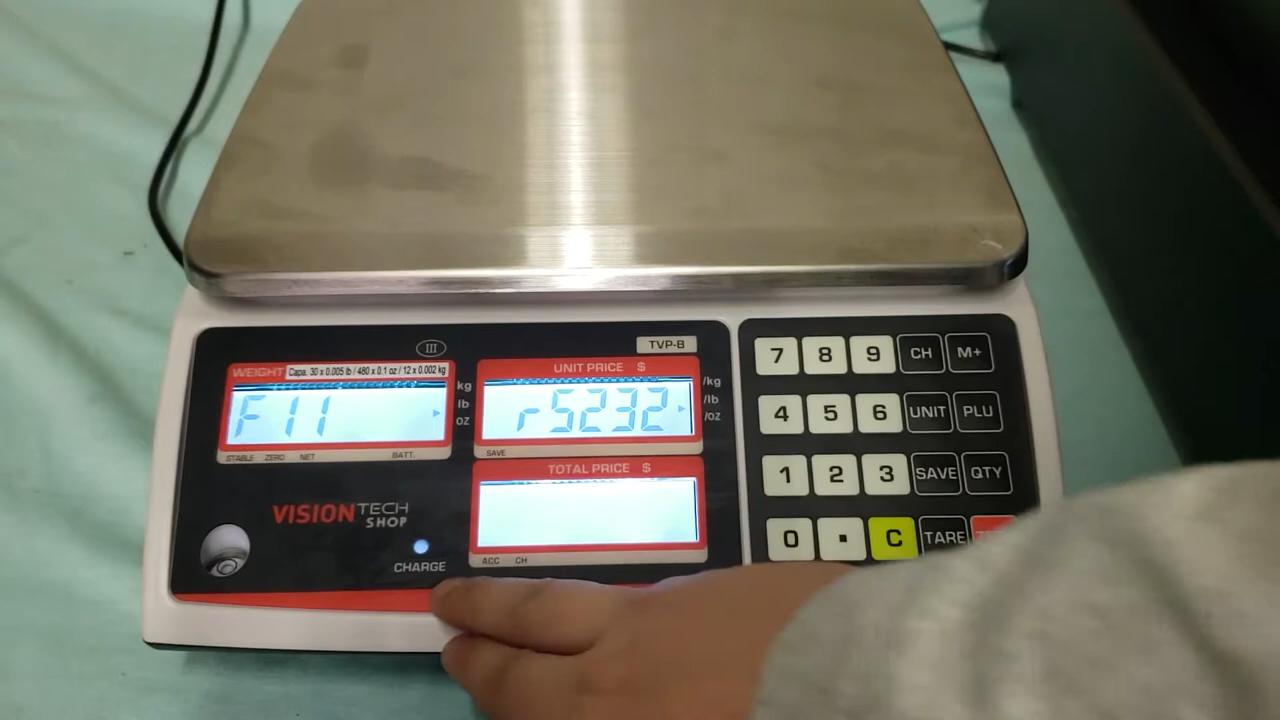 III
TVP-B
WEIGHT Capa. 30 x 0.005 lb / 480 x 0.1 oz / 12 x 0.002 kg
kg
lb
oz
F11
STABLE ZERO NET BATT.
UNIT PRICE $
/kg
/lb
/oz
r5232
SAVE
TOTAL PRICE $
ACC CH
VISIONTECH
SHOP
CHARGE
7 8 9 CH M+
4 5 6 UNIT PLU
1 2 3 SAVE QTY
0 . C TARE